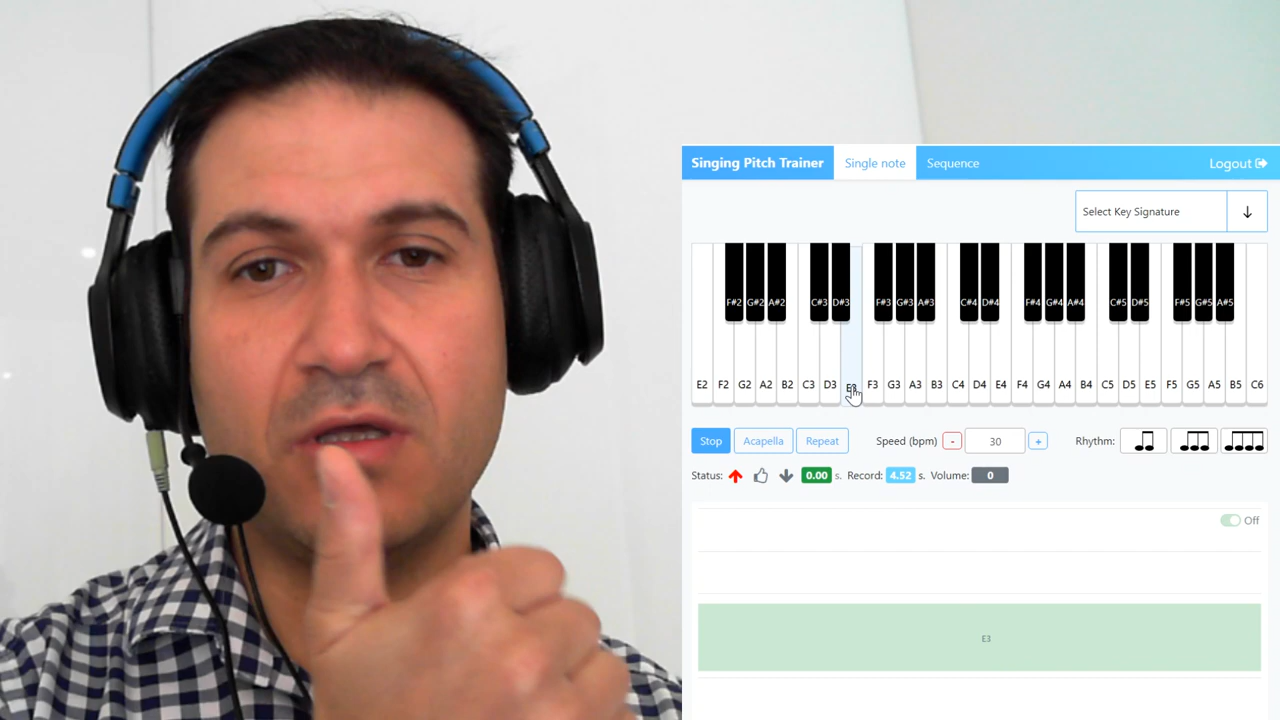 Singing Pitch Trainer Single note Sequence Logout
Select Key Signature
F#2 G#2 A#2 C#3 D#3 F#3 G#3 A#3 C#4 D#4 F#4 G#4 A#4 C#5 D#5 F#5 G#5 A#5
E2 F2 G2 A2 B2 C3 D3 E3 F3 G3 A3 B3 C4 D4 E4 F4 G4 A4 B4 C5 D5 E5 F5 G5 A5 B5 C6
Stop Acapella Repeat Speed (bpm) - 30 + Rhythm:
Status: 0.00 s. Record: 4.52 s. Volume: 0
Off
E3